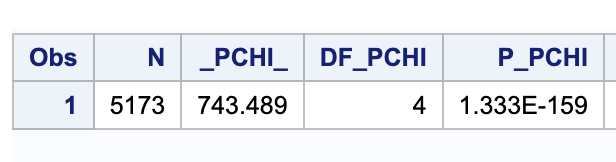 Obs N _PCHI_ DF_PCHI P_PCHI
1 5173 743.489 4 1.333E-159